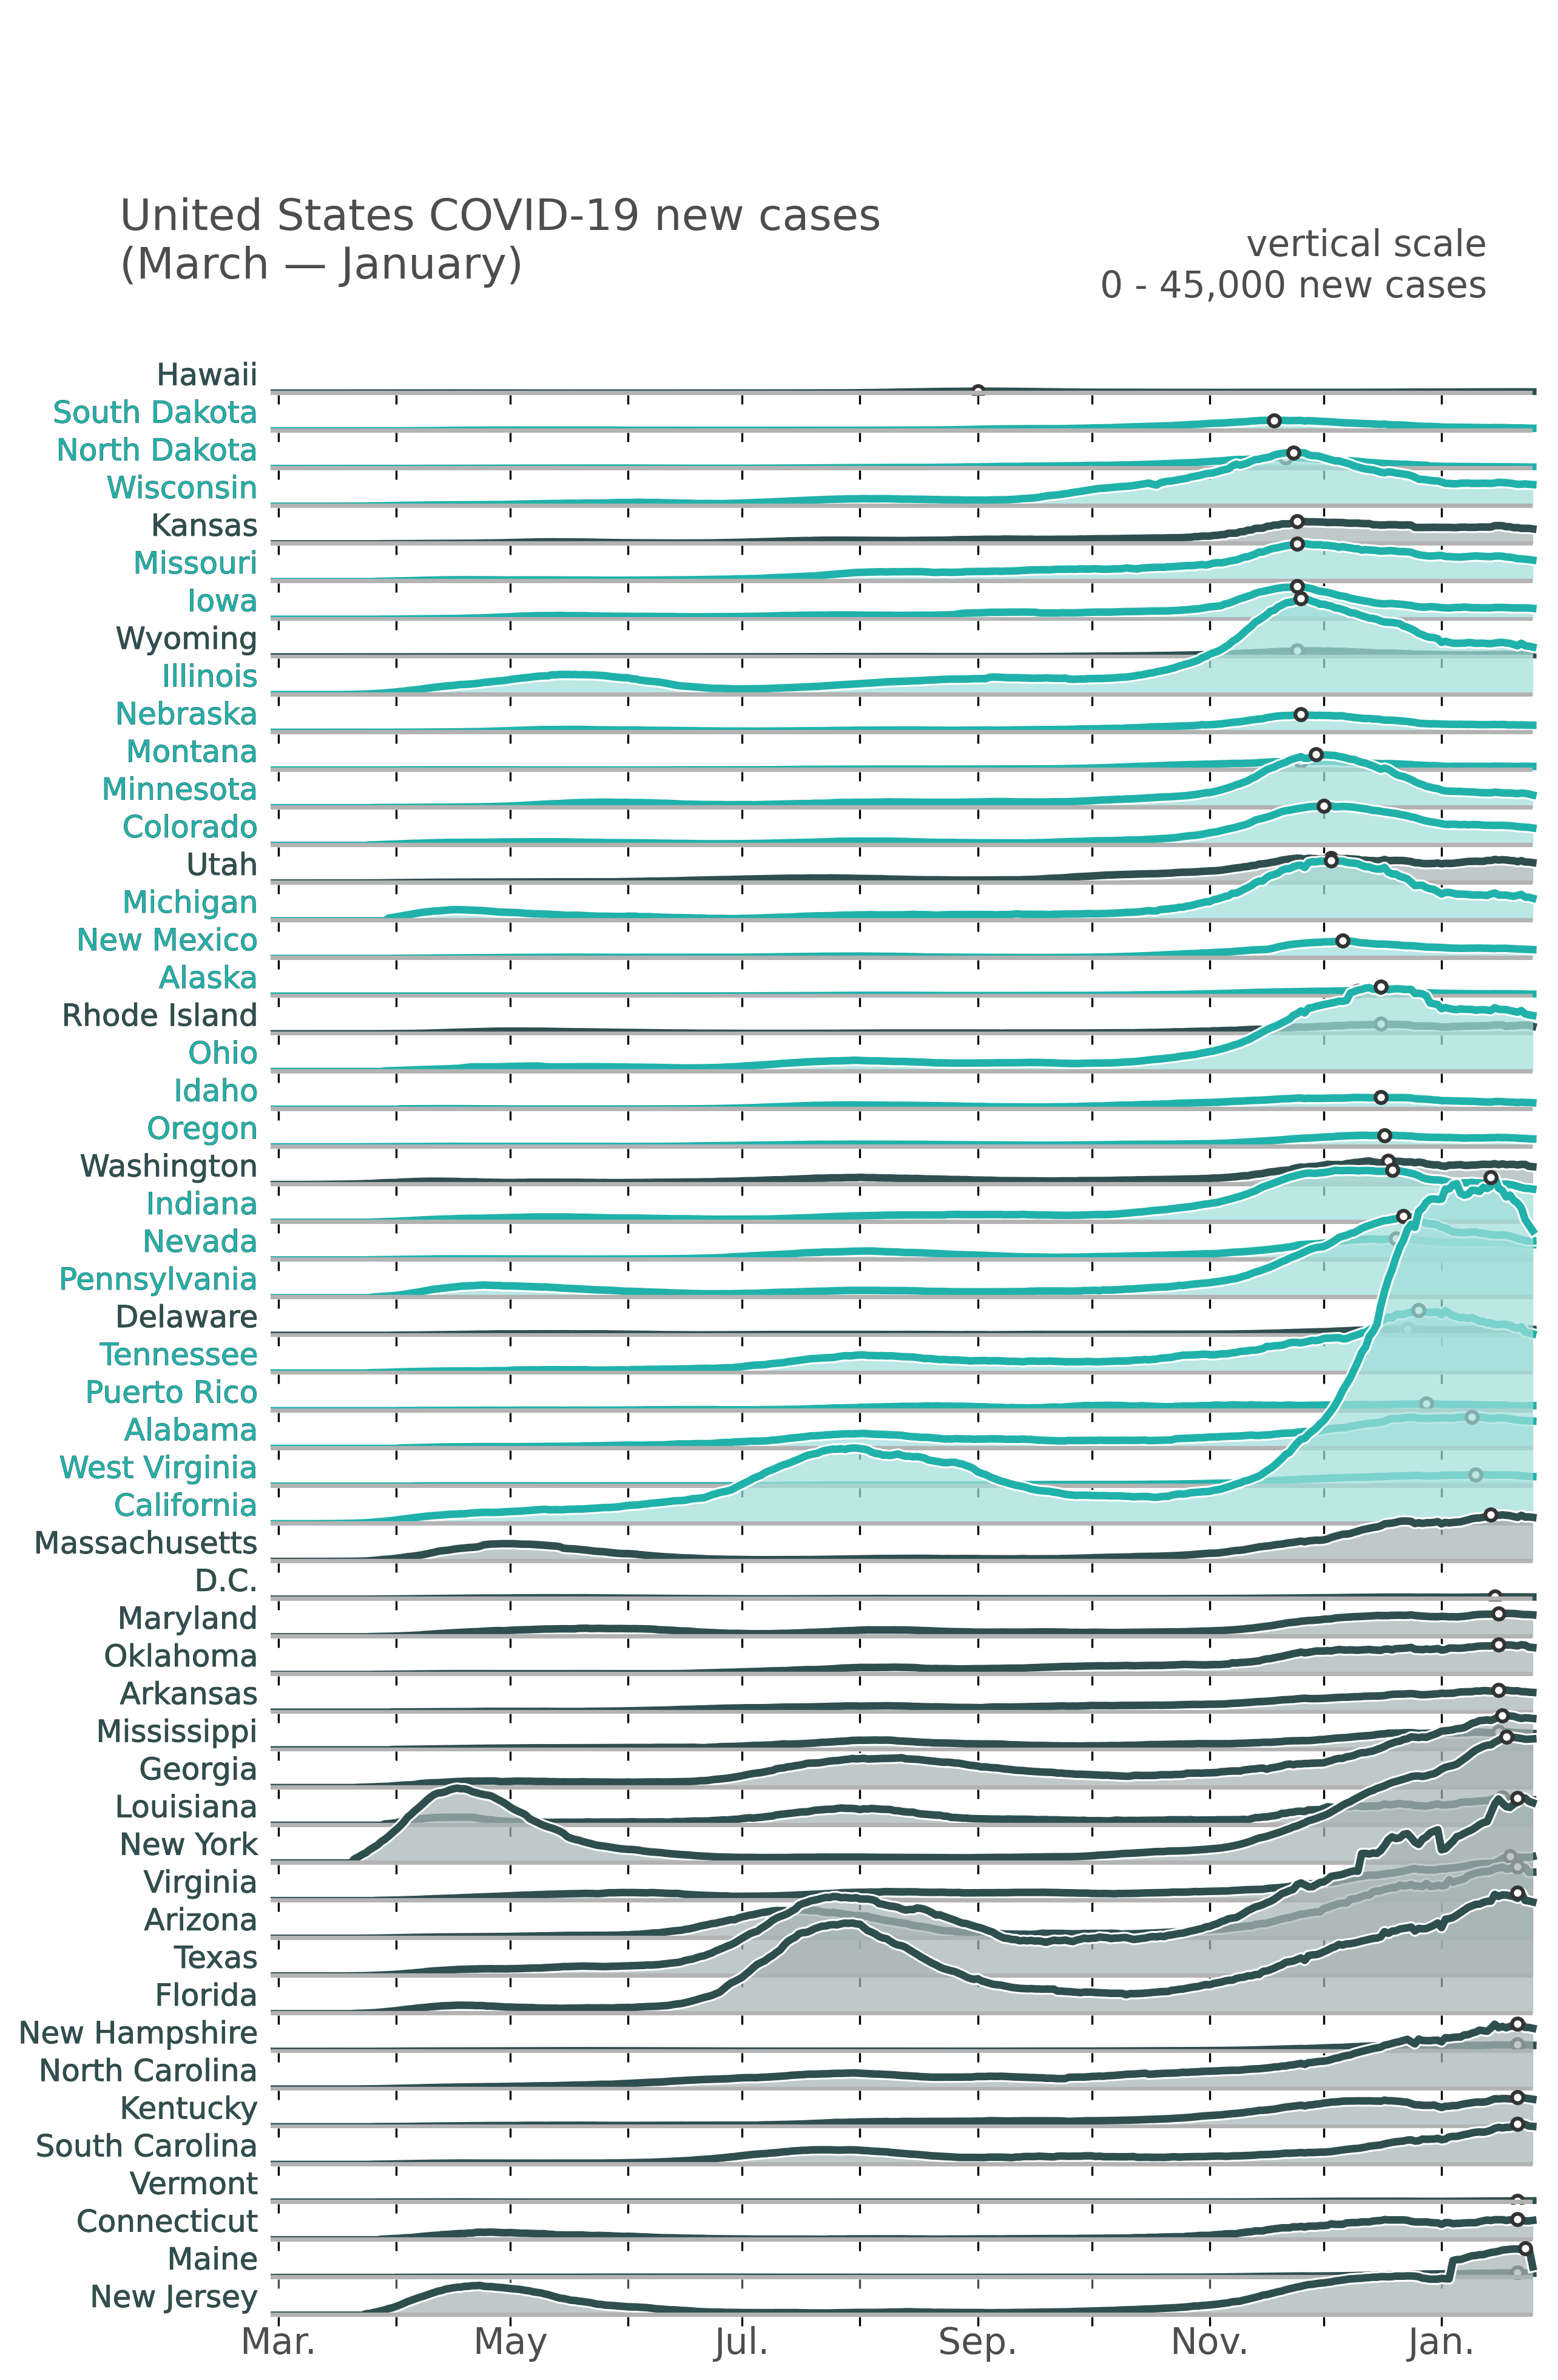 United States COVID-19 new cases
(March — January)
vertical scale
0 - 45,000 new cases
Hawaii
South Dakota
North Dakota
Wisconsin
Kansas
Missouri
Iowa
Wyoming
Illinois
Nebraska
Montana
Minnesota
Colorado
Utah
Michigan
New Mexico
Alaska
Rhode Island
Ohio
Idaho
Oregon
Washington
Indiana
Nevada
Pennsylvania
Delaware
Tennessee
Puerto Rico
Alabama
West Virginia
California
Massachusetts
D.C.
Maryland
Oklahoma
Arkansas
Mississippi
Georgia
Louisiana
New York
Virginia
Arizona
Texas
Florida
New Hampshire
North Carolina
Kentucky
South Carolina
Vermont
Connecticut
Maine
New Jersey
Mar. May Jul. Sep. Nov. Jan.